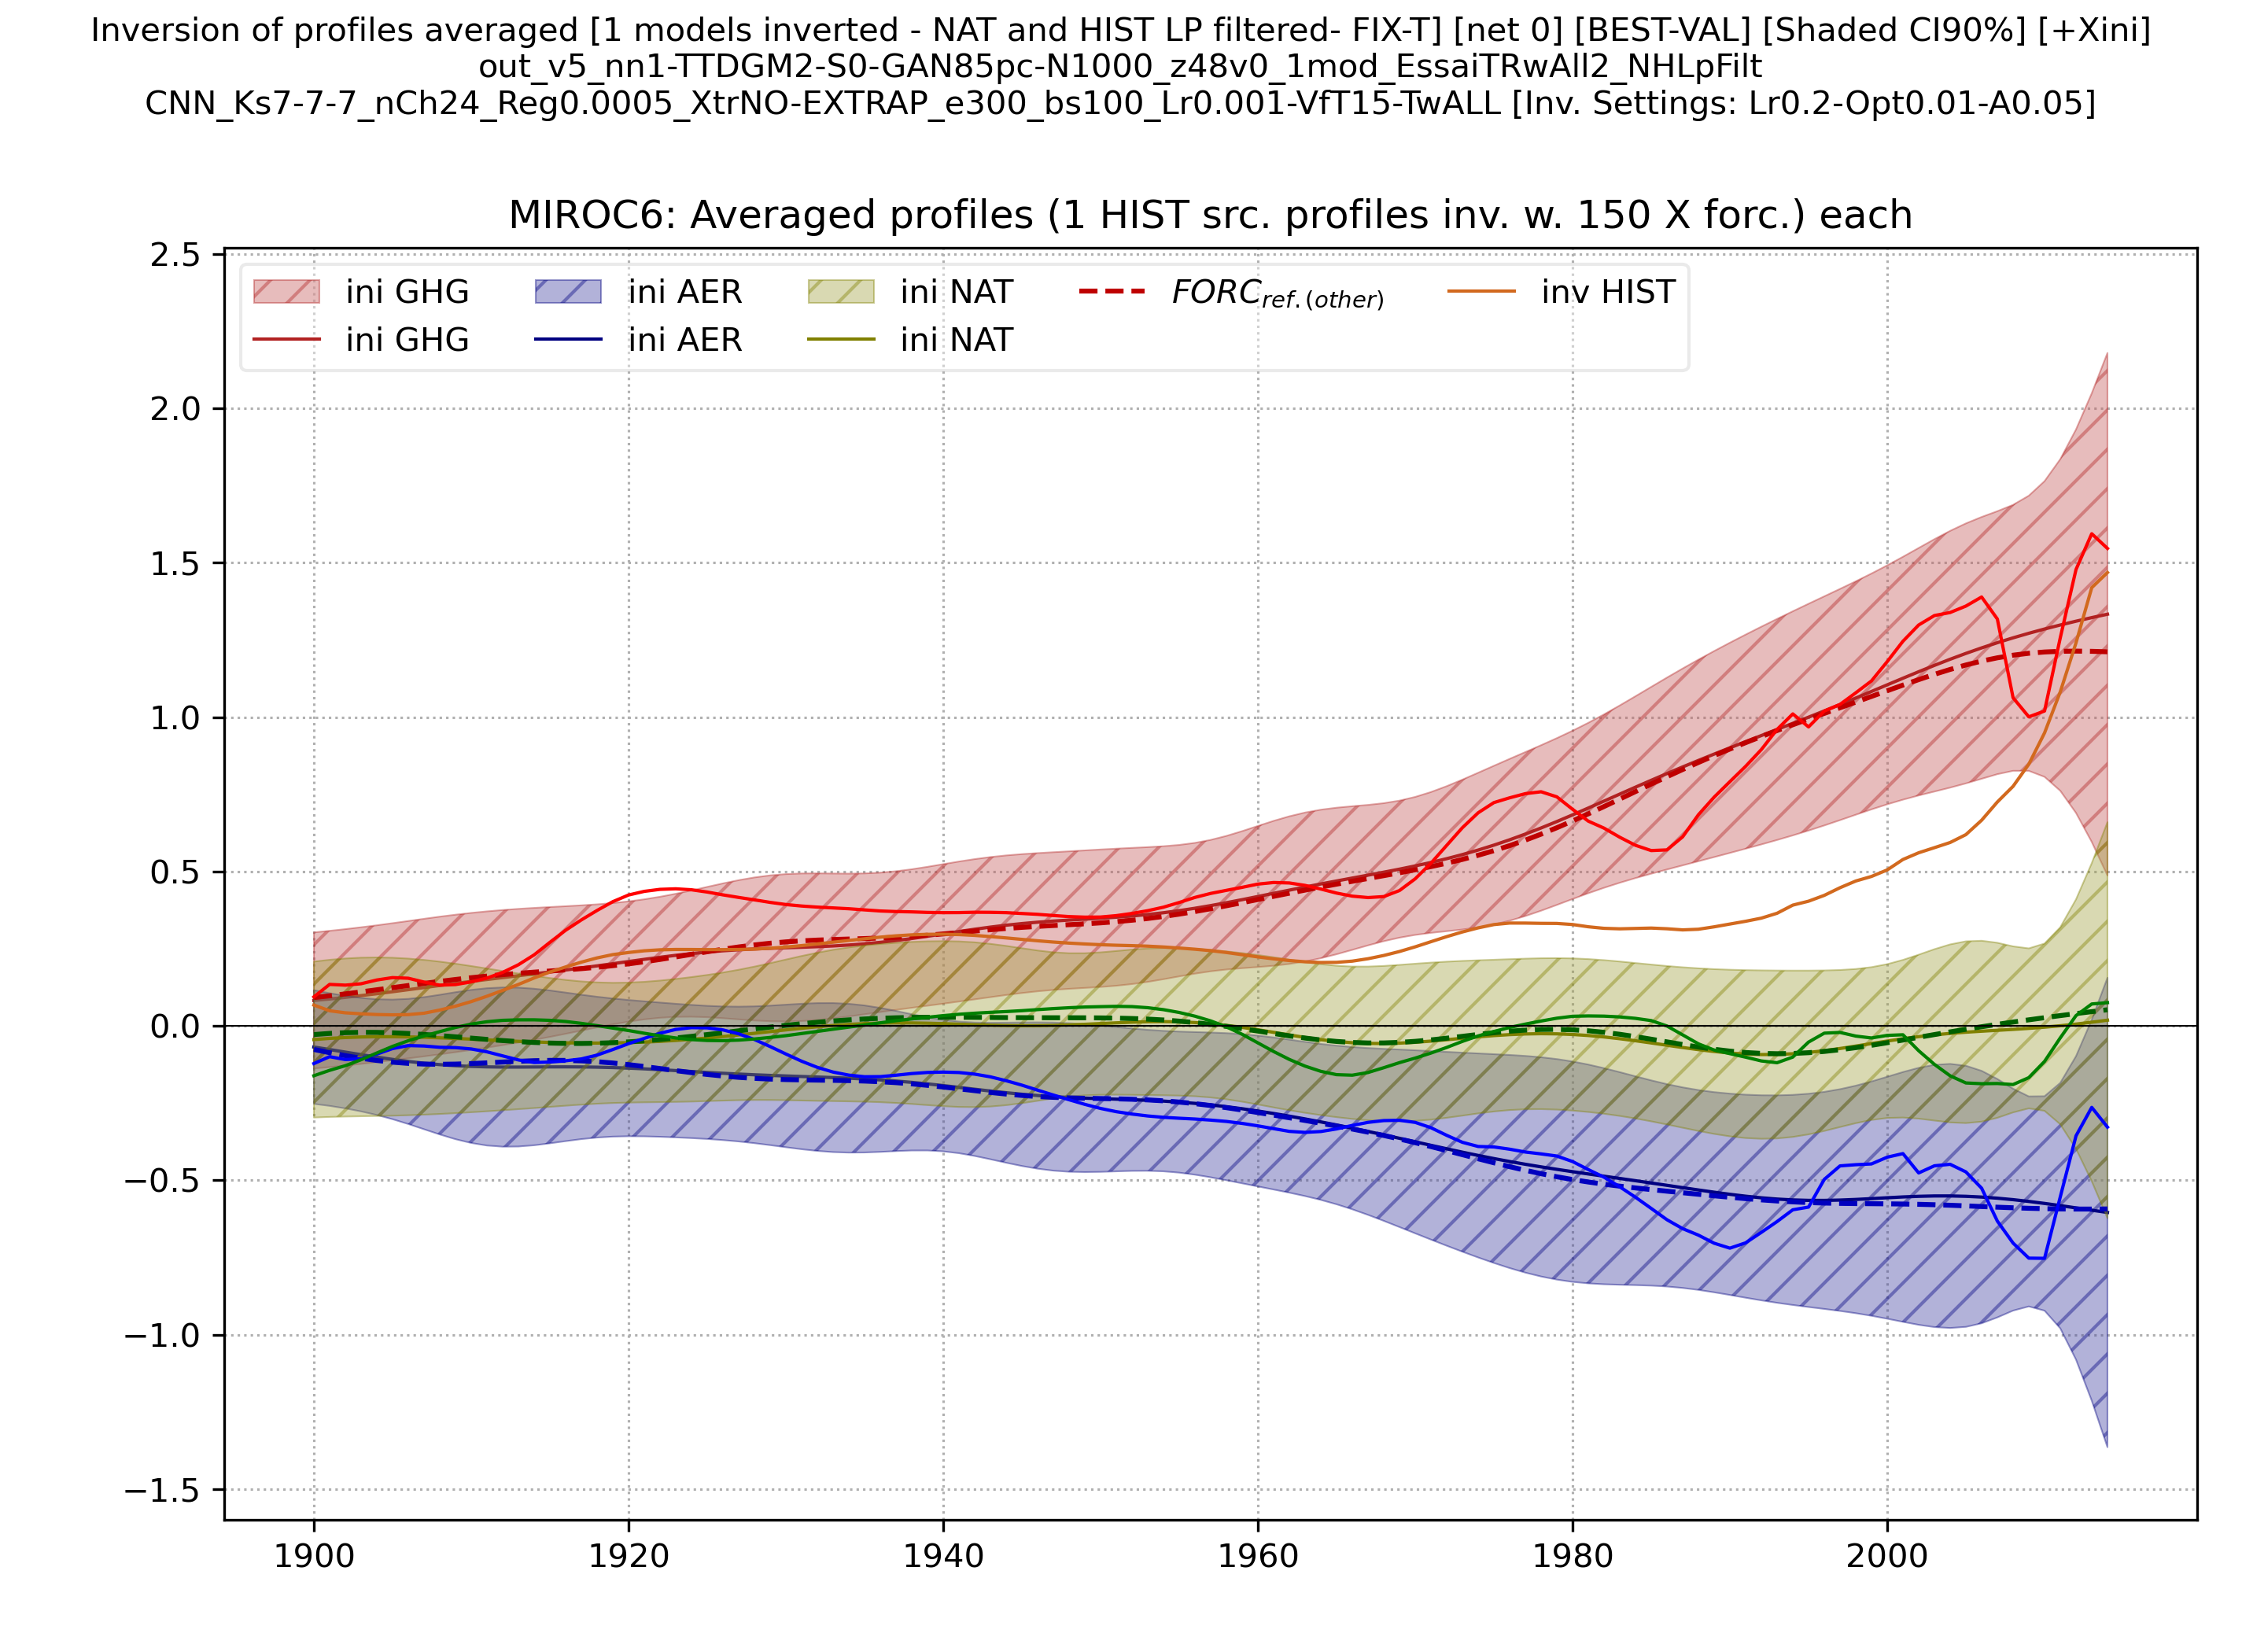 Inversion of profiles averaged [1 models inverted - NAT and HIST LP filtered- FIX-T] [net 0] [BEST-VAL] [Shaded CI90%] [+Xini]
out_v5_nn1-TTDGM2-S0-GAN85pc-N1000_z48v0_1mod_EssaiTRwAll2_NHLpFilt
CNN_Ks7-7-7_nCh24_Reg0.0005_XtrNO-EXTRAP_e300_bs100_Lr0.001-VfT15-TwALL [Inv. Settings: Lr0.2-Opt0.01-A0.05]
MIROC6: Averaged profiles (1 HIST src. profiles inv. w. 150 X forc.) each
ini GHG ini AER ini NAT FORC ref.(other) inv HIST
ini GHG ini AER ini NAT
2.5
2.0
1.5
1.0
0.5
0.0
−0.5
−1.0
−1.5
1900 1920 1940 1960 1980 2000